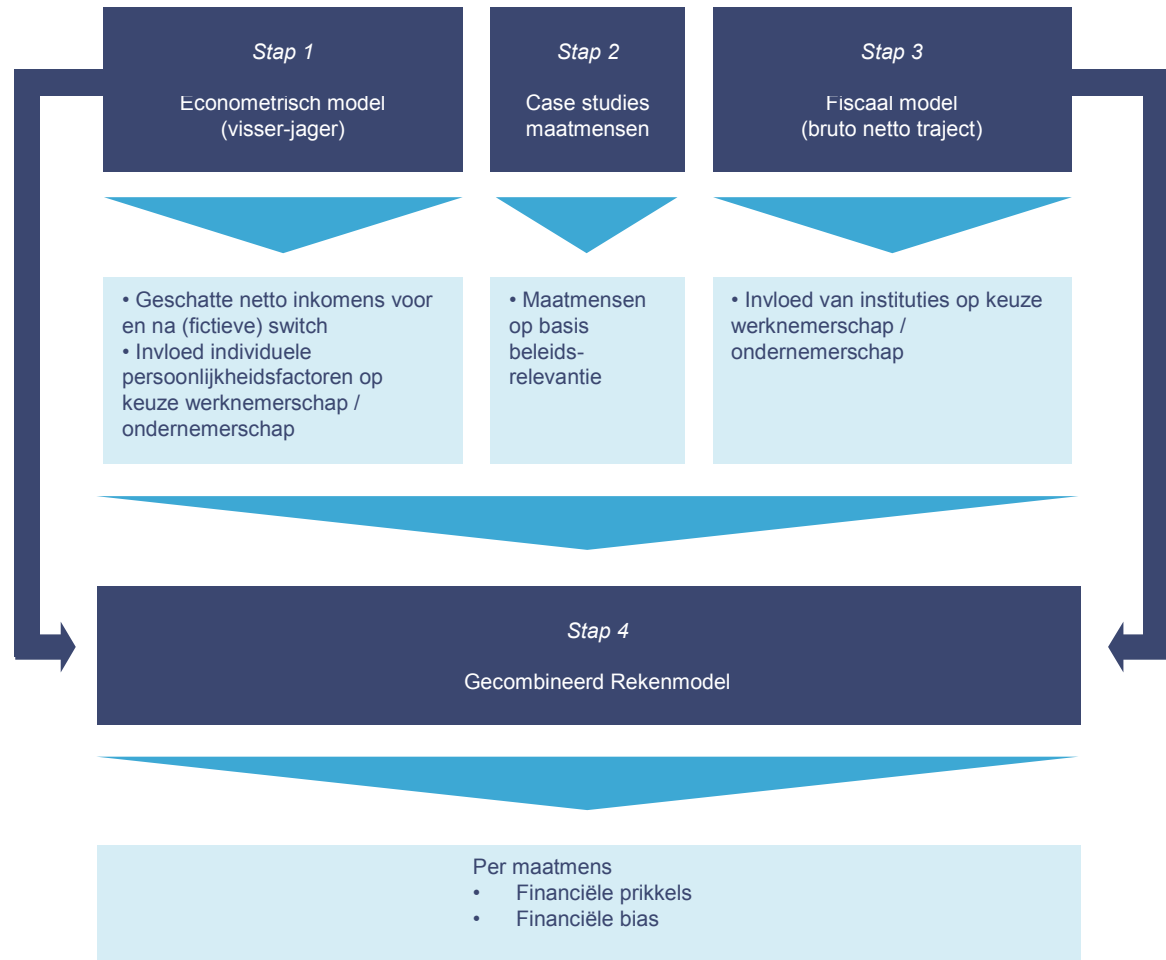 Stap 1
Econometrisch model
(visser-jager)
Stap 2
Case studies
maatmensen
Stap 3
Fiscaal model
(bruto netto traject)
• Geschatte netto inkomens voor
en na (fictieve) switch
• Invloed individuele
persoonlijkheidsfactoren op
keuze werknemerschap /
ondernemerschap
• Maatmensen
op basis
beleids-
relevantie
• Invloed van instituties op keuze
werknemerschap /
ondernemerschap
Stap 4
Gecombineerd Rekenmodel
Per maatmens
• Financiële prikkels
• Financiële bias